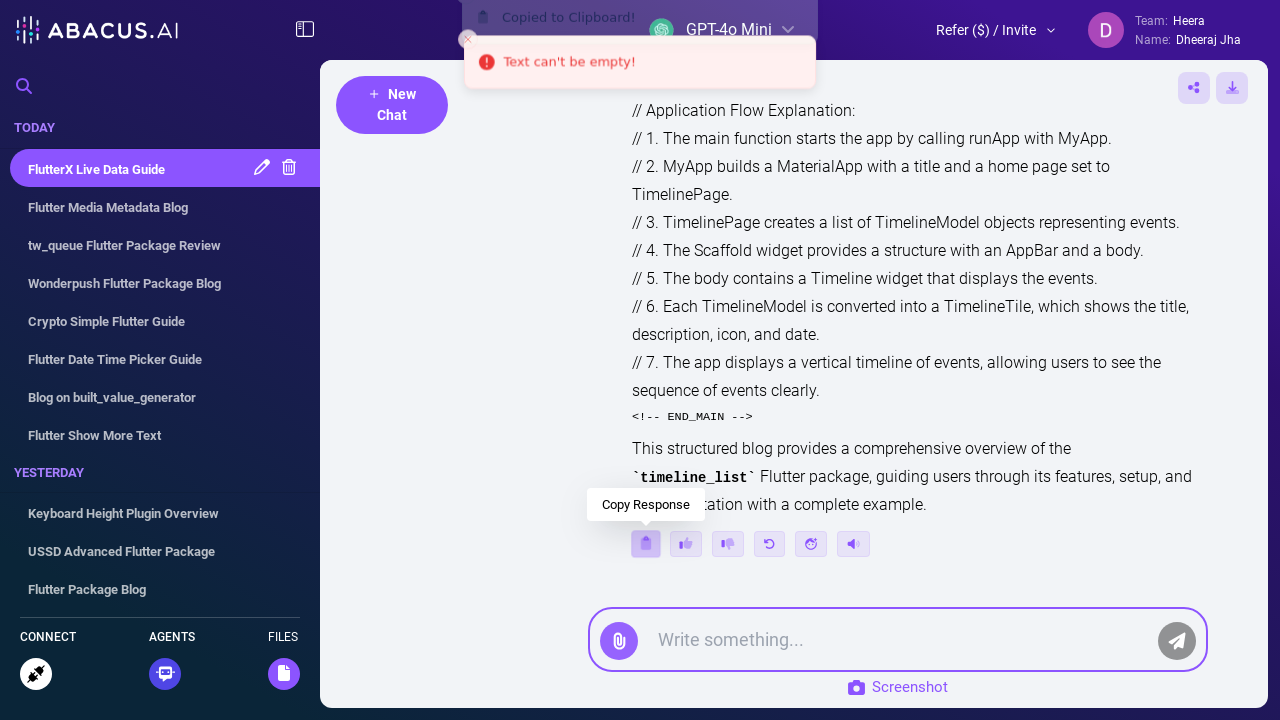 ABACUS.AI
Copied to Clipboard!
GPT-4o Mini
Refer ($) / Invite
D
Team: Heera
Name: Dheeraj Jha
Text can't be empty!
+ New
Chat
TODAY
FlutterX Live Data Guide
Flutter Media Metadata Blog
tw_queue Flutter Package Review
Wonderpush Flutter Package Blog
Crypto Simple Flutter Guide
Flutter Date Time Picker Guide
Blog on built_value_generator
Flutter Show More Text
YESTERDAY
Keyboard Height Plugin Overview
USSD Advanced Flutter Package
Flutter Package Blog
CONNECT
AGENTS
FILES
// Application Flow Explanation:
// 1. The main function starts the app by calling runApp with MyApp.
// 2. MyApp builds a MaterialApp with a title and a home page set to
TimelinePage.
// 3. TimelinePage creates a list of TimelineModel objects representing events.
// 4. The Scaffold widget provides a structure with an AppBar and a body.
// 5. The body contains a Timeline widget that displays the events.
// 6. Each TimelineModel is converted into a TimelineTile, which shows the title,
description, icon, and date.
// 7. The app displays a vertical timeline of events, allowing users to see the
sequence of events clearly.
<!-- END_MAIN -->
This structured blog provides a comprehensive overview of the
`timeline_list` Flutter package, guiding users through its features, setup, and
tation with a complete example.
Copy Response
Write something...
Screenshot